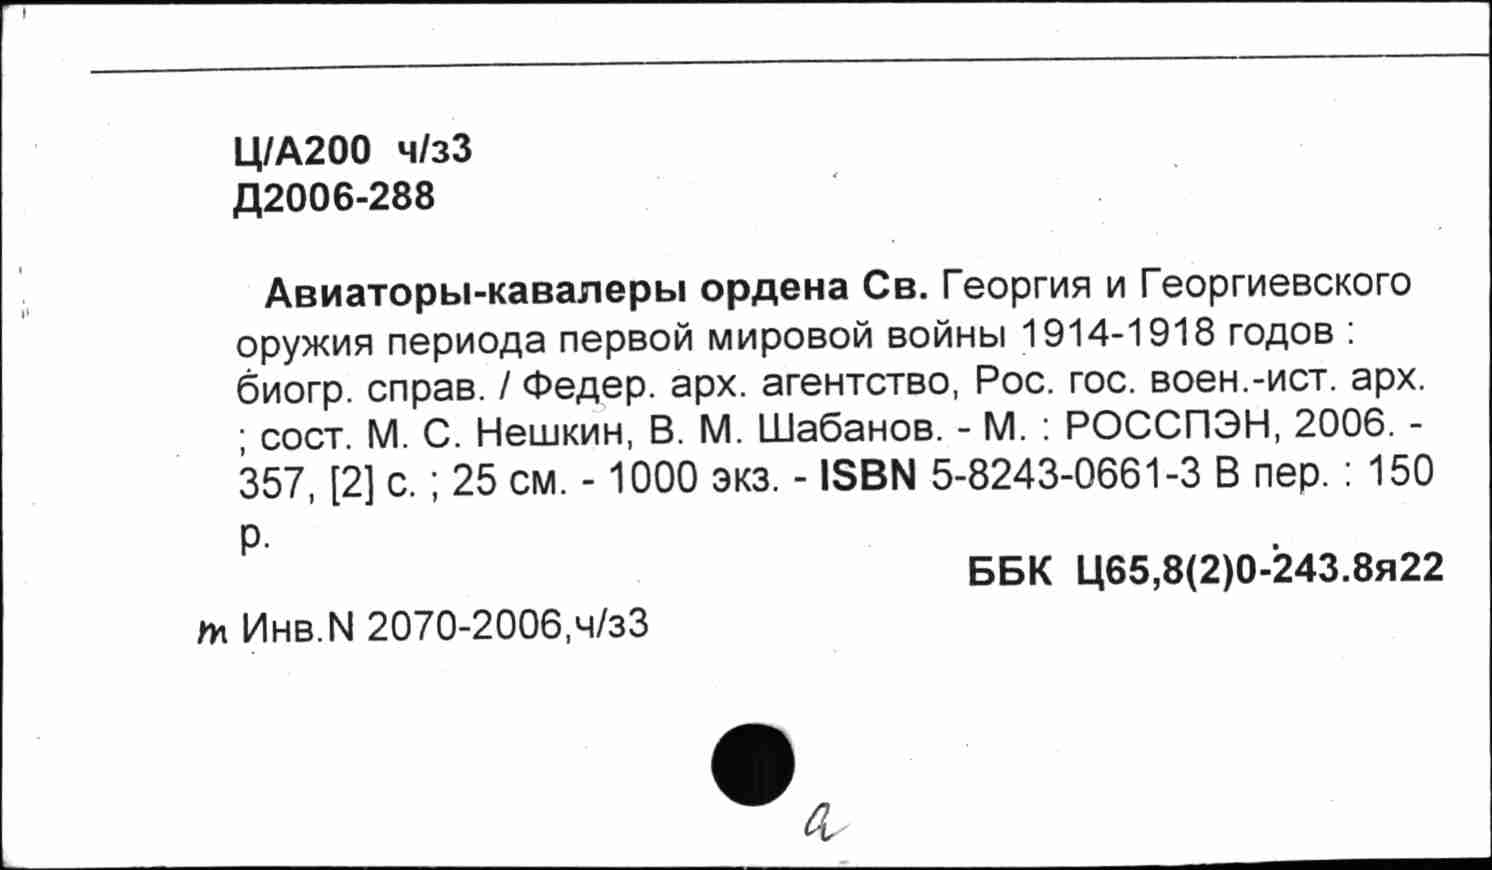 Ц/А200 ч/з3
Д2006-288
Авиаторы-кавалеры ордена Св. Георгия и Георгиевского
оружия периода первой мировой войны 1914-1918 годов :
биогр. справ. / Федер. арх. агентство, Рос. гос. воен.-ист. арх.
; сост. М. С. Нешкин, В. М. Шабанов. - М. : РОССПЭН, 2006. -
357, [2] с. ; 25 см. - 1000 экз. - ISBN 5-8243-0661-3 В пер. : 150
р.
ББК Ц65,8(2)0-243.8я22
т Инв.N 2070-2006,ч/з3
а